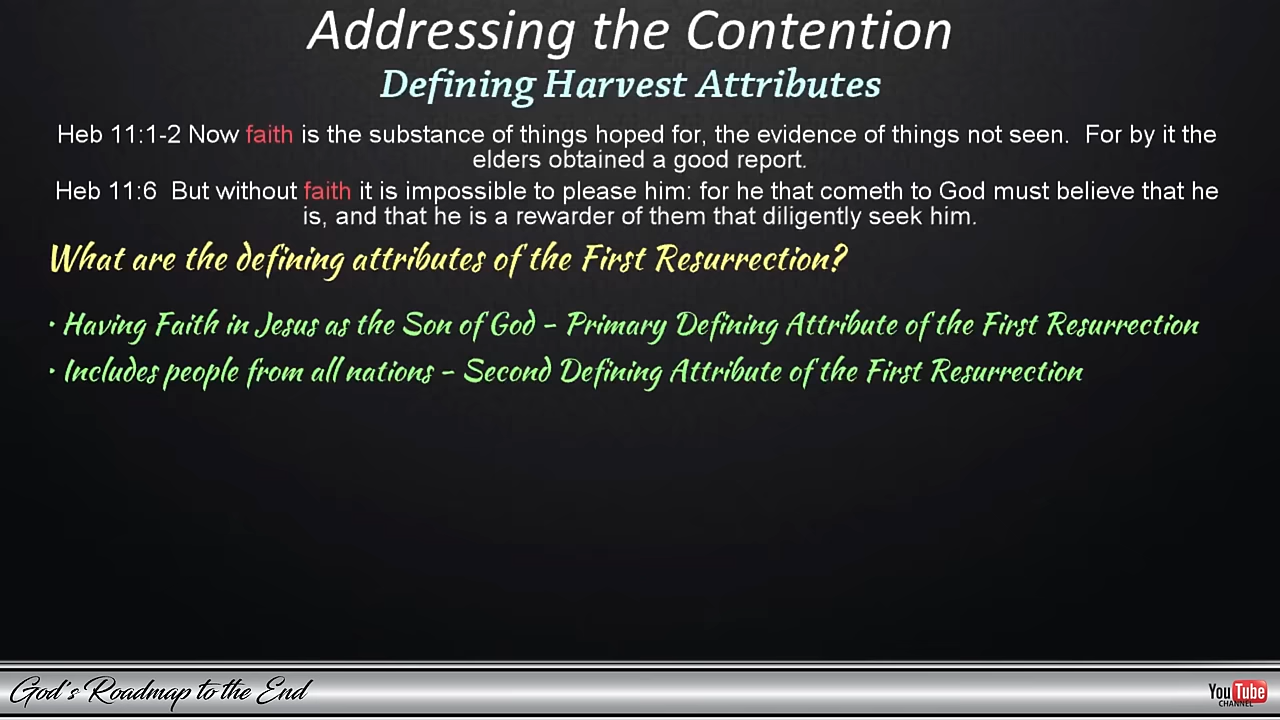 Addressing the Contention
Defining Harvest Attributes
Heb 11:1-2 Now faith is the substance of things hoped for, the evidence of things not seen.  For by it the
elders obtained a good report.
Heb 11:6  But without faith it is impossible to please him: for he that cometh to God must believe that he
is, and that he is a rewarder of them that diligently seek him.
What are the defining attributes of the First Resurrection?
• Having Faith in Jesus as the Son of God – Primary Defining Attribute of the First Resurrection
• Includes people from all nations – Second Defining Attribute of the First Resurrection
God's Roadmap to the End
YouTube
CHANNEL